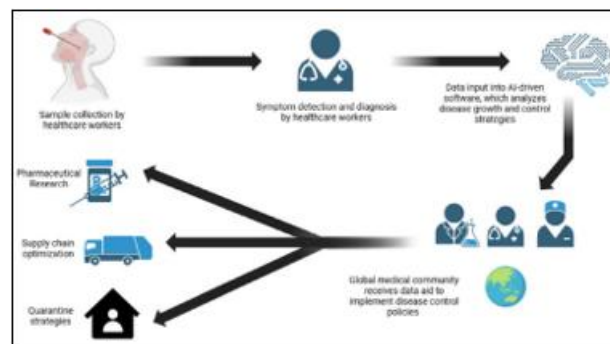 Sample collection by
healthcare workers
Symptom detection and diagnosis
by healthcare workers
Data input into AI-driven
software, which analyzes
disease growth and control
strategies
Pharmaceutical
Research
Supply chain
optimization
Quarantine
strategies
Global medical community
receives data aid to
implement disease control
policies